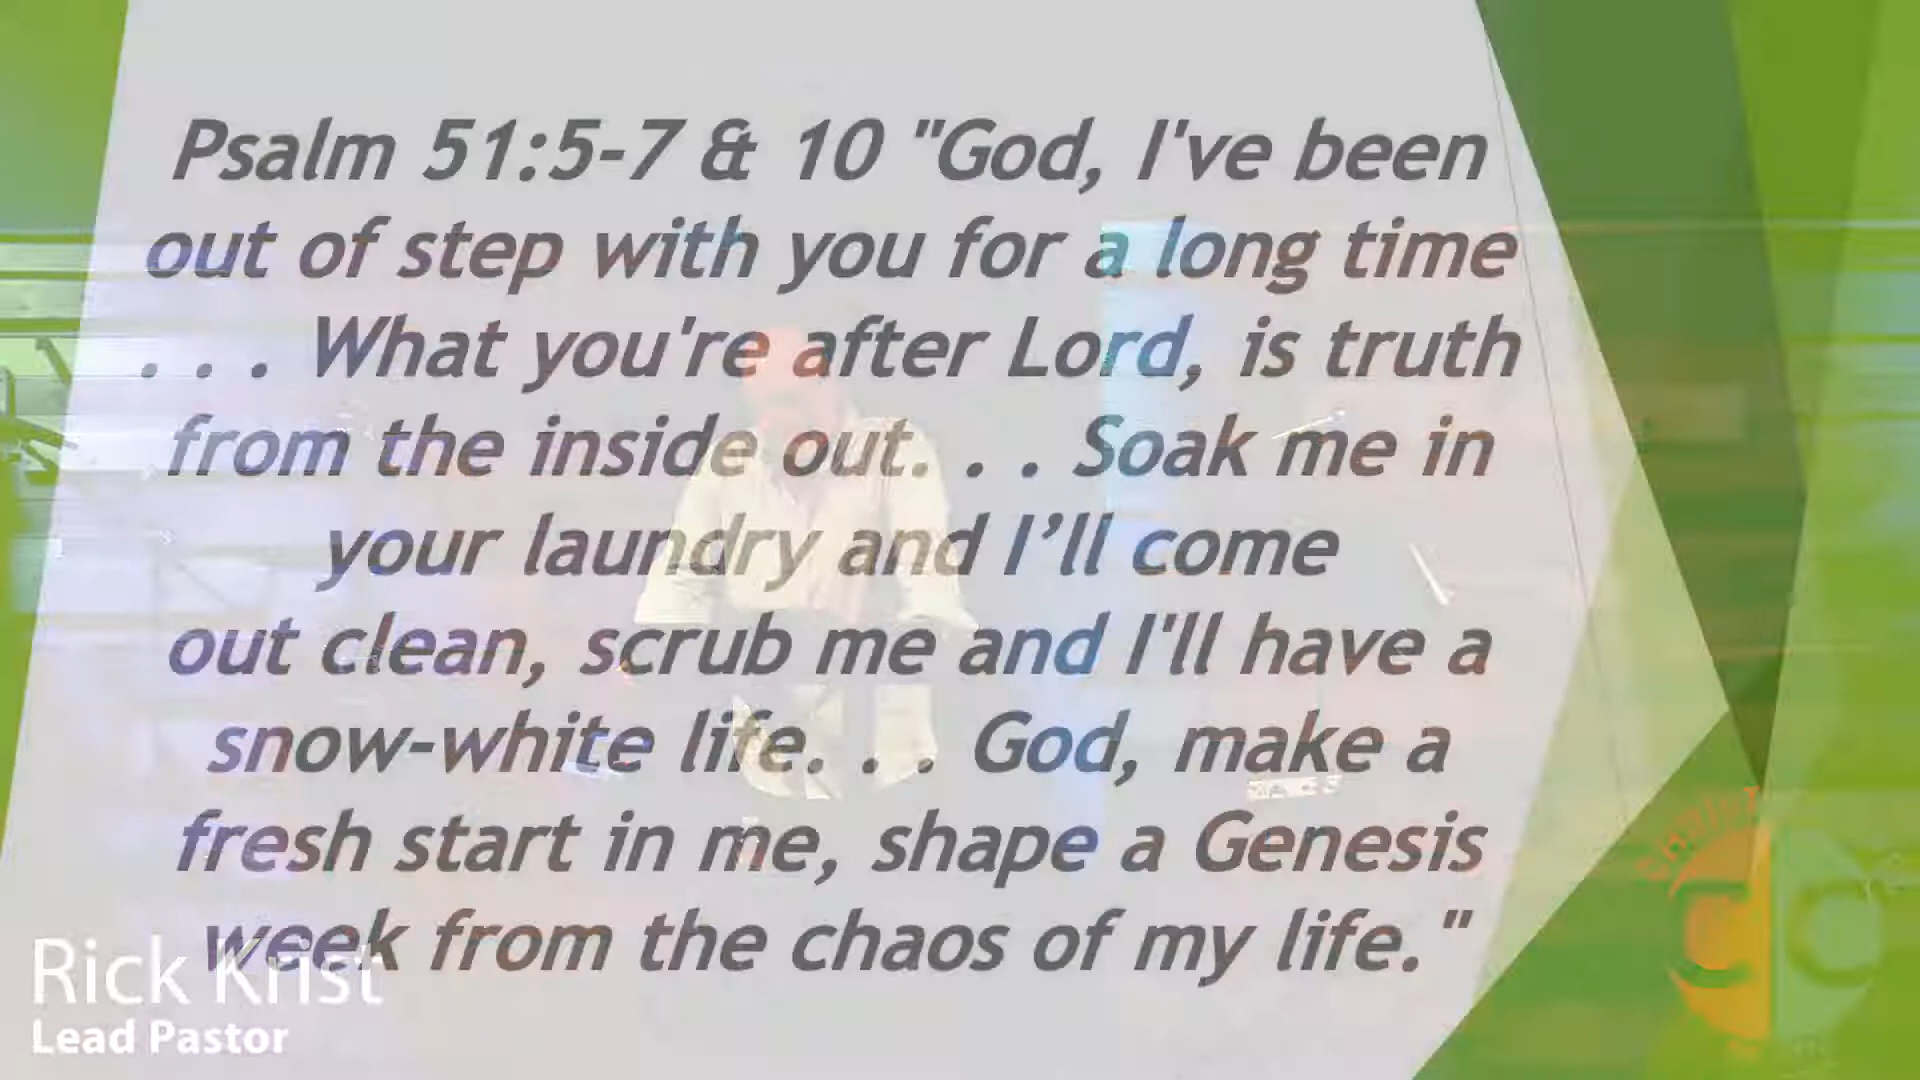 Psalm 51:5-7 & 10 "God, I've been
out of step with you for a long time
. . . What you're after Lord, is truth
from the inside out. . . Soak me in
your laundry and I’ll come
out clean, scrub me and I'll have a
snow-white life. . . God, make a
fresh start in me, shape a Genesis
week from the chaos of my life."
Rick Krist
Lead Pastor
CC